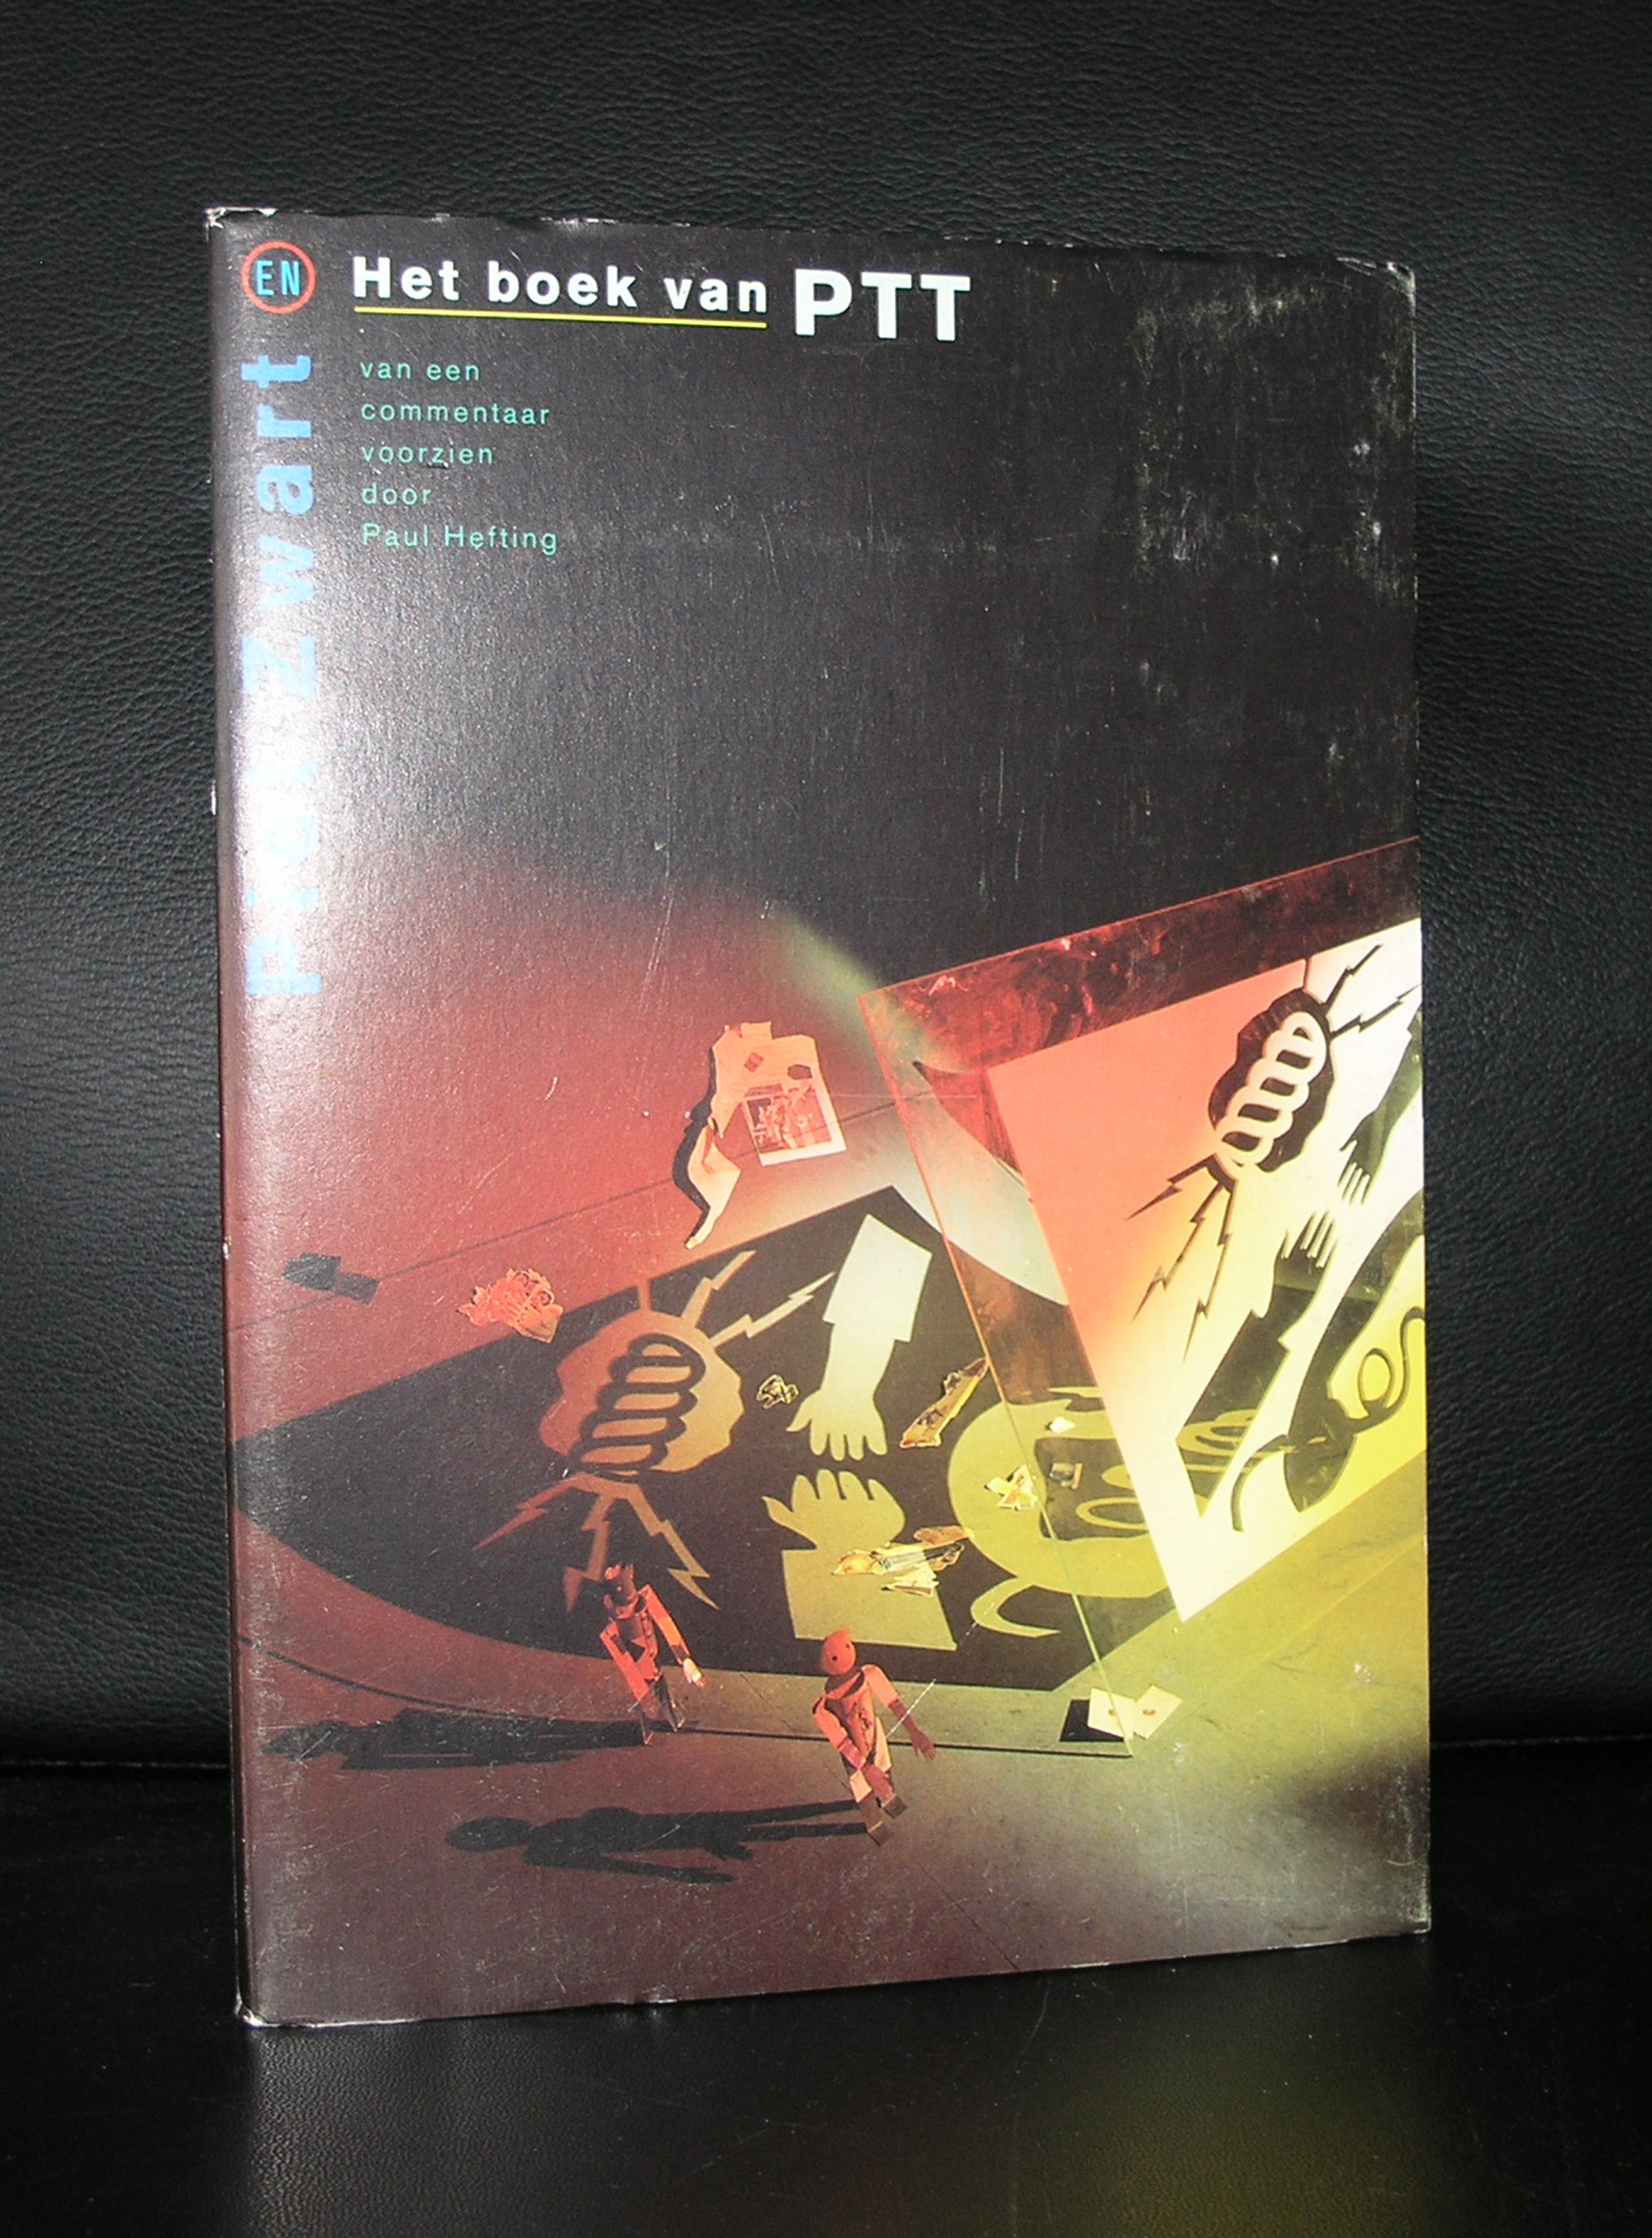 EN
Het boek van PTT
van een
commentaar
voorzien
door
Paul Hefting
Piet Zwart